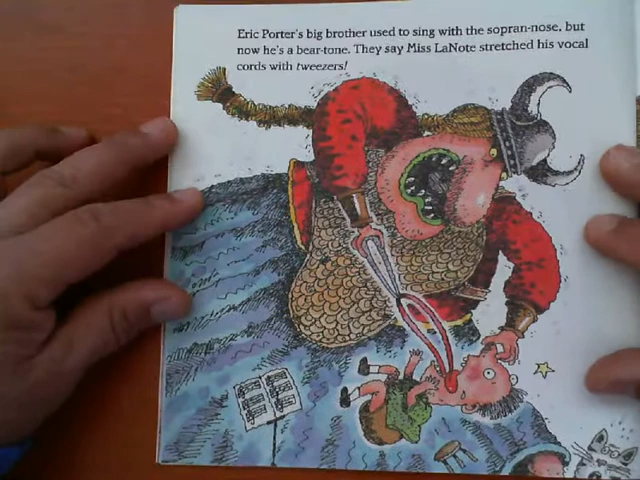 Eric Porter's big brother used to sing with the sopran-nose, but
now he's a bear-tone. They say Miss LaNote stretched his vocal
cords with tweezers!